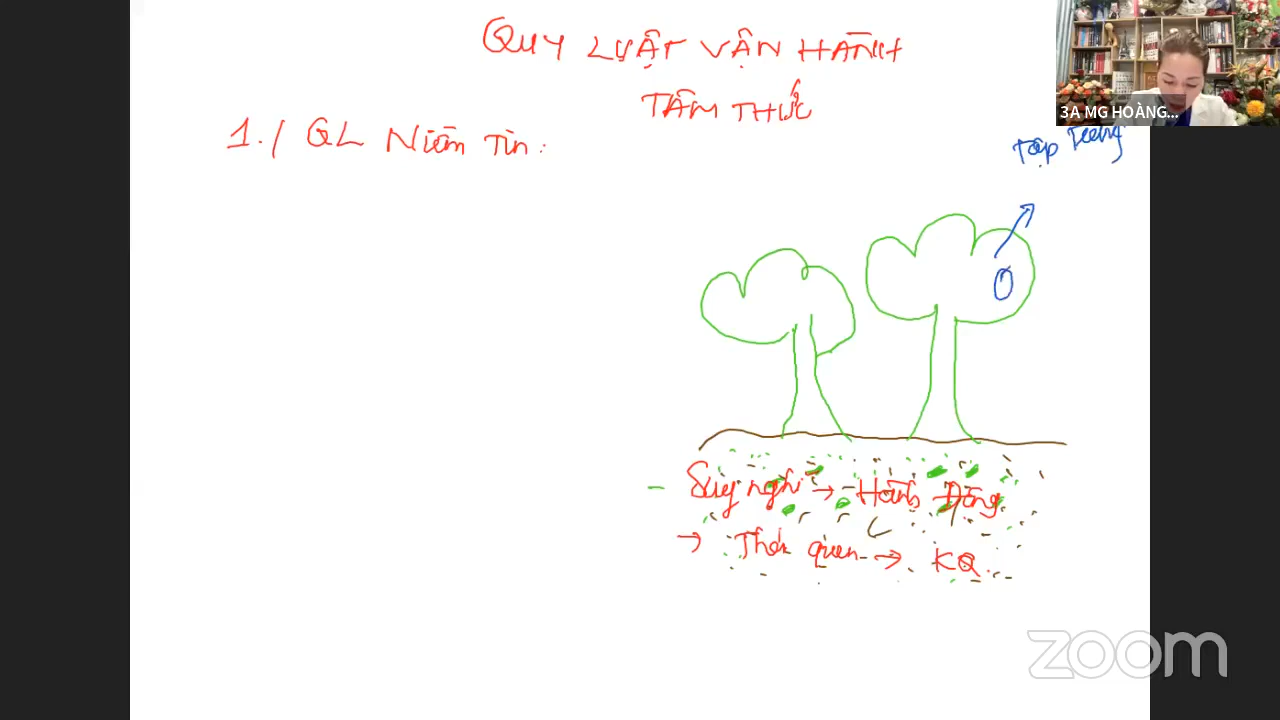 QUY LUẬT VẬN HÀNH
TÂM THỨC
3A MG HOÀNG...
1./ QL Niềm Tin:
Tập Trung
- Suy nghĩ → Hành Động
→ Thói quen → KQ.
zoom